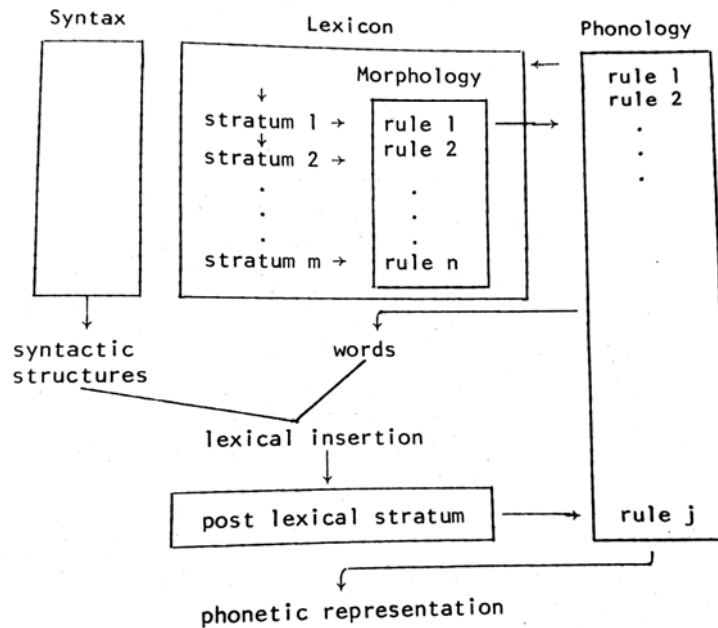 Syntax
Lexicon
Phonology
Morphology
rule 1
rule 2
.
.
.
stratum 1 → rule 1
stratum 2 → rule 2
. .
. .
. .
stratum m → rule n
syntactic
structures
words
lexical insertion
post lexical stratum
rule j
phonetic representation